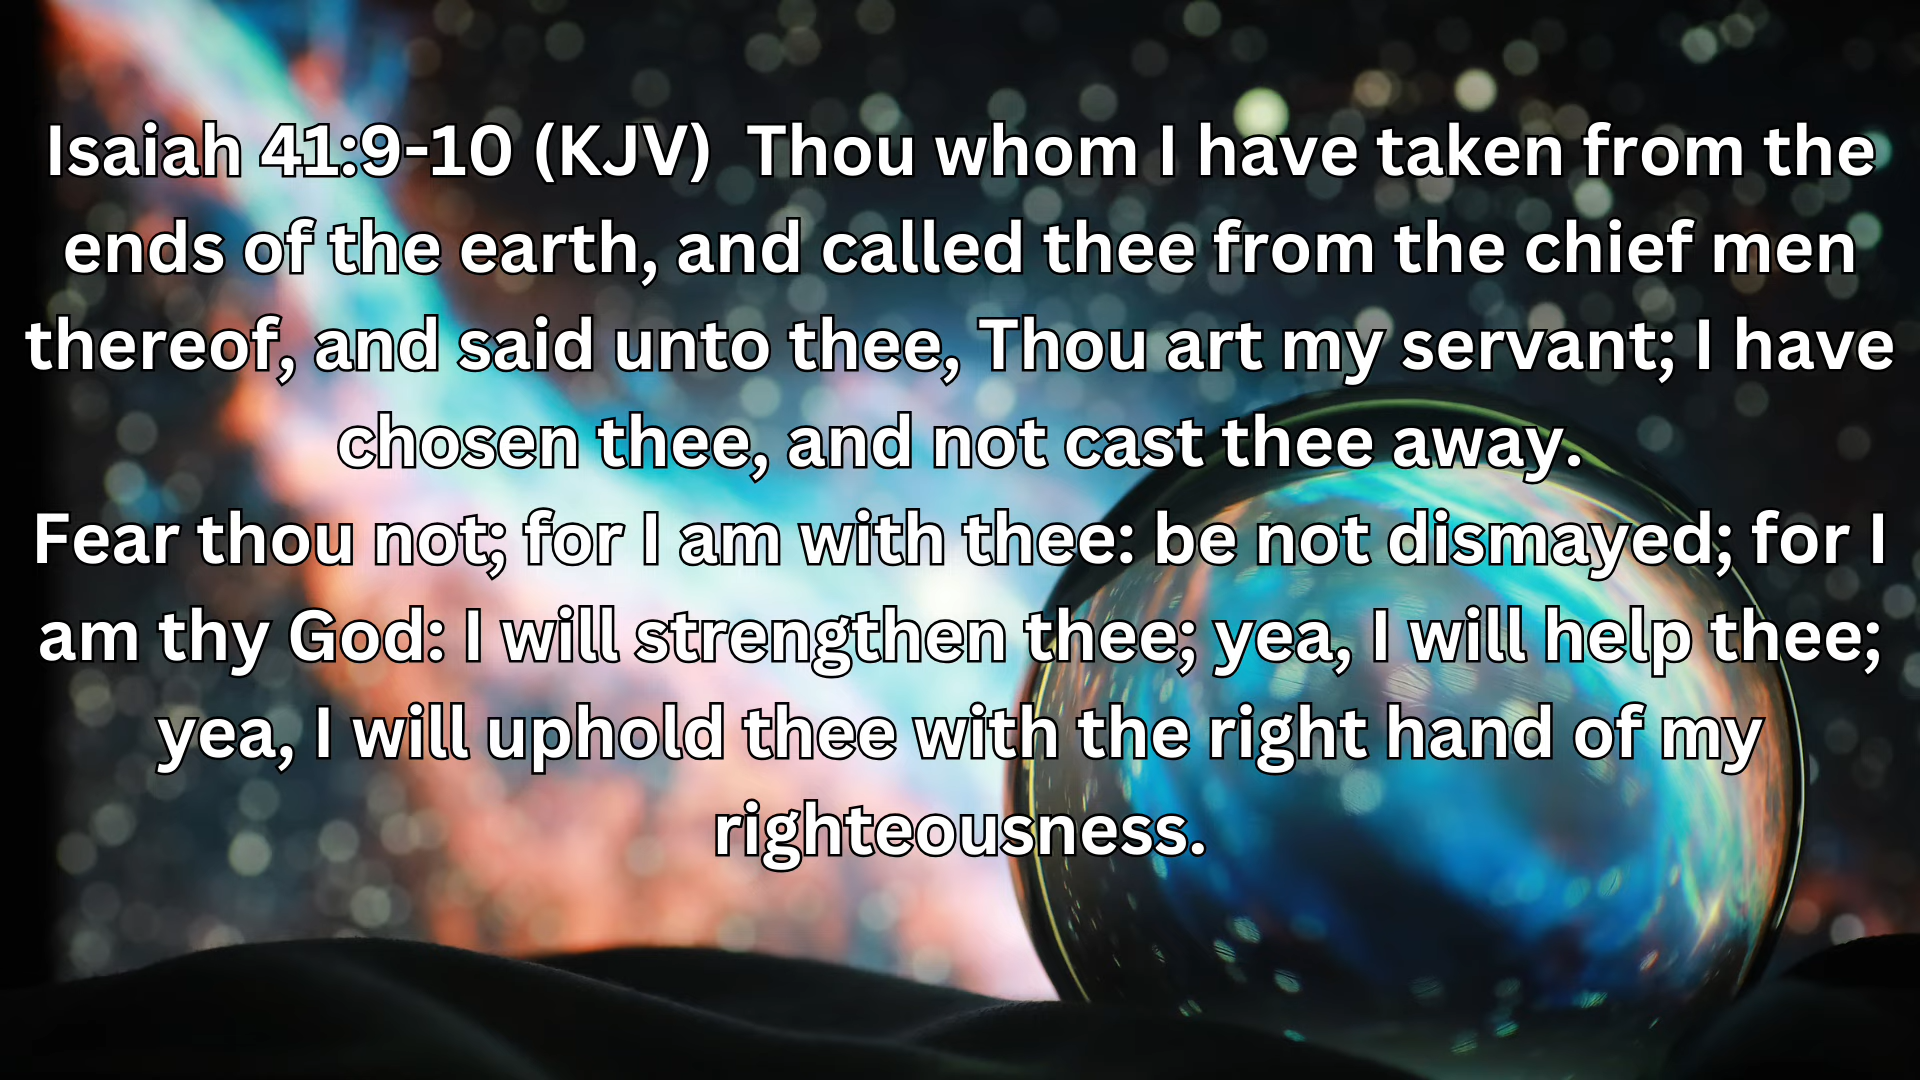 Isaiah 41:9-10 (KJV)  Thou whom I have taken from the
ends of the earth, and called thee from the chief men
thereof, and said unto thee, Thou art my servant; I have
chosen thee, and not cast thee away.
Fear thou not; for I am with thee: be not dismayed; for I
am thy God: I will strengthen thee; yea, I will help thee;
yea, I will uphold thee with the right hand of my
righteousness.